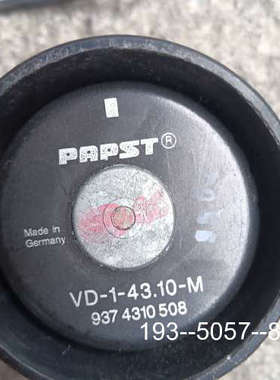 PAPST®
Made in
Germany
VD-1-43.10-M
937 4310 508
193--5057--8